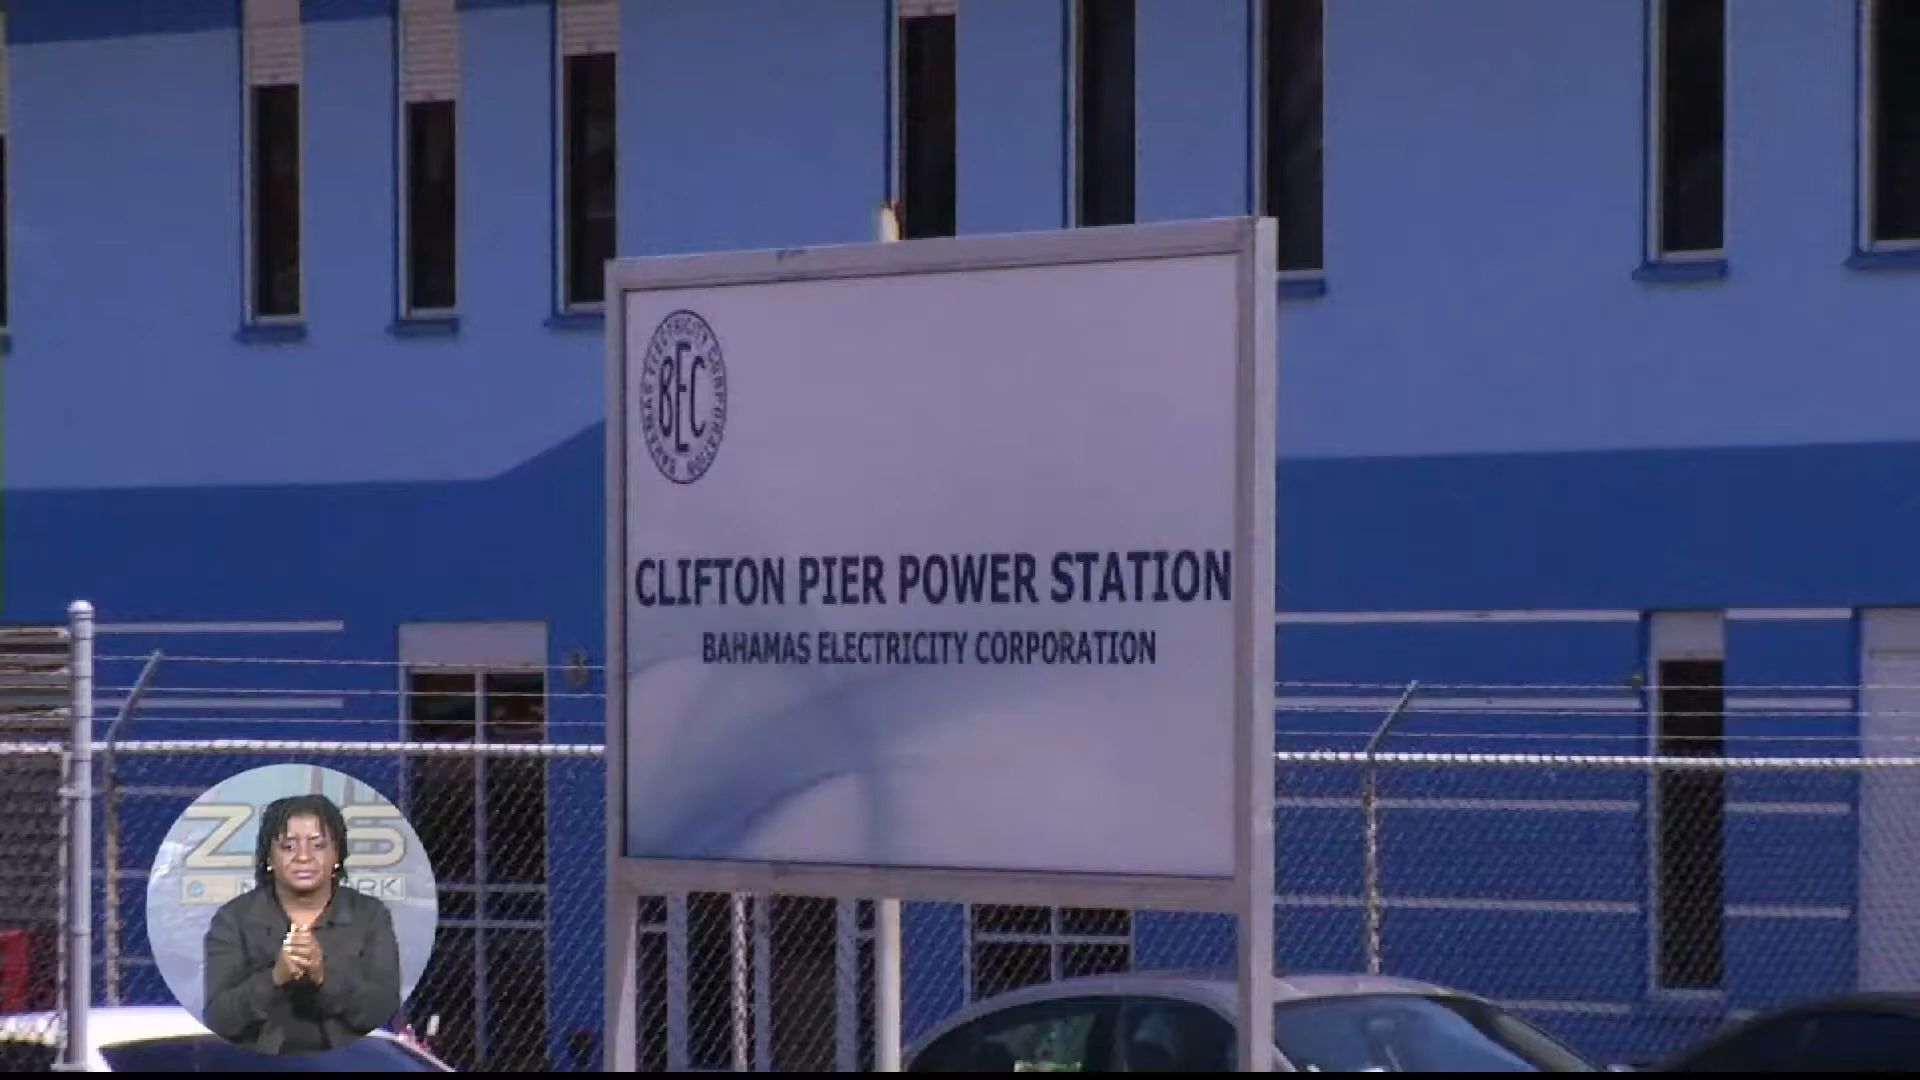 BAHAMAS ELECTRICITY CORPORATION
BEC
CLIFTON PIER POWER STATION
BAHAMAS ELECTRICITY CORPORATION